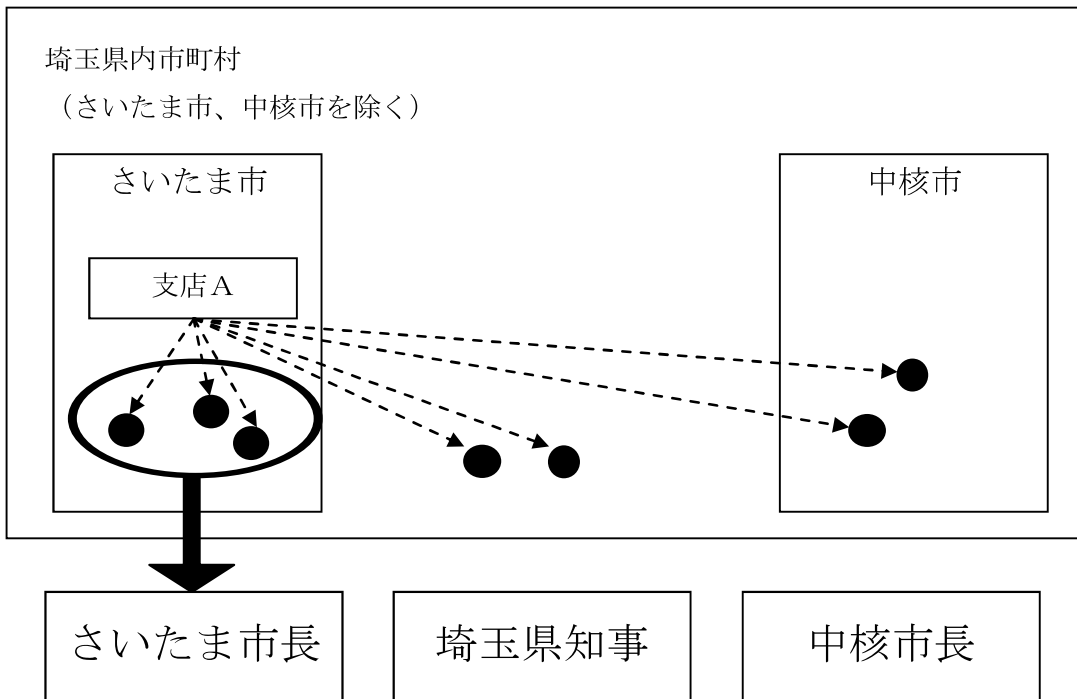 埼玉県内市町村
（さいたま市、中核市を除く）
さいたま市
中核市
支店Ａ
さいたま市長
埼玉県知事
中核市長